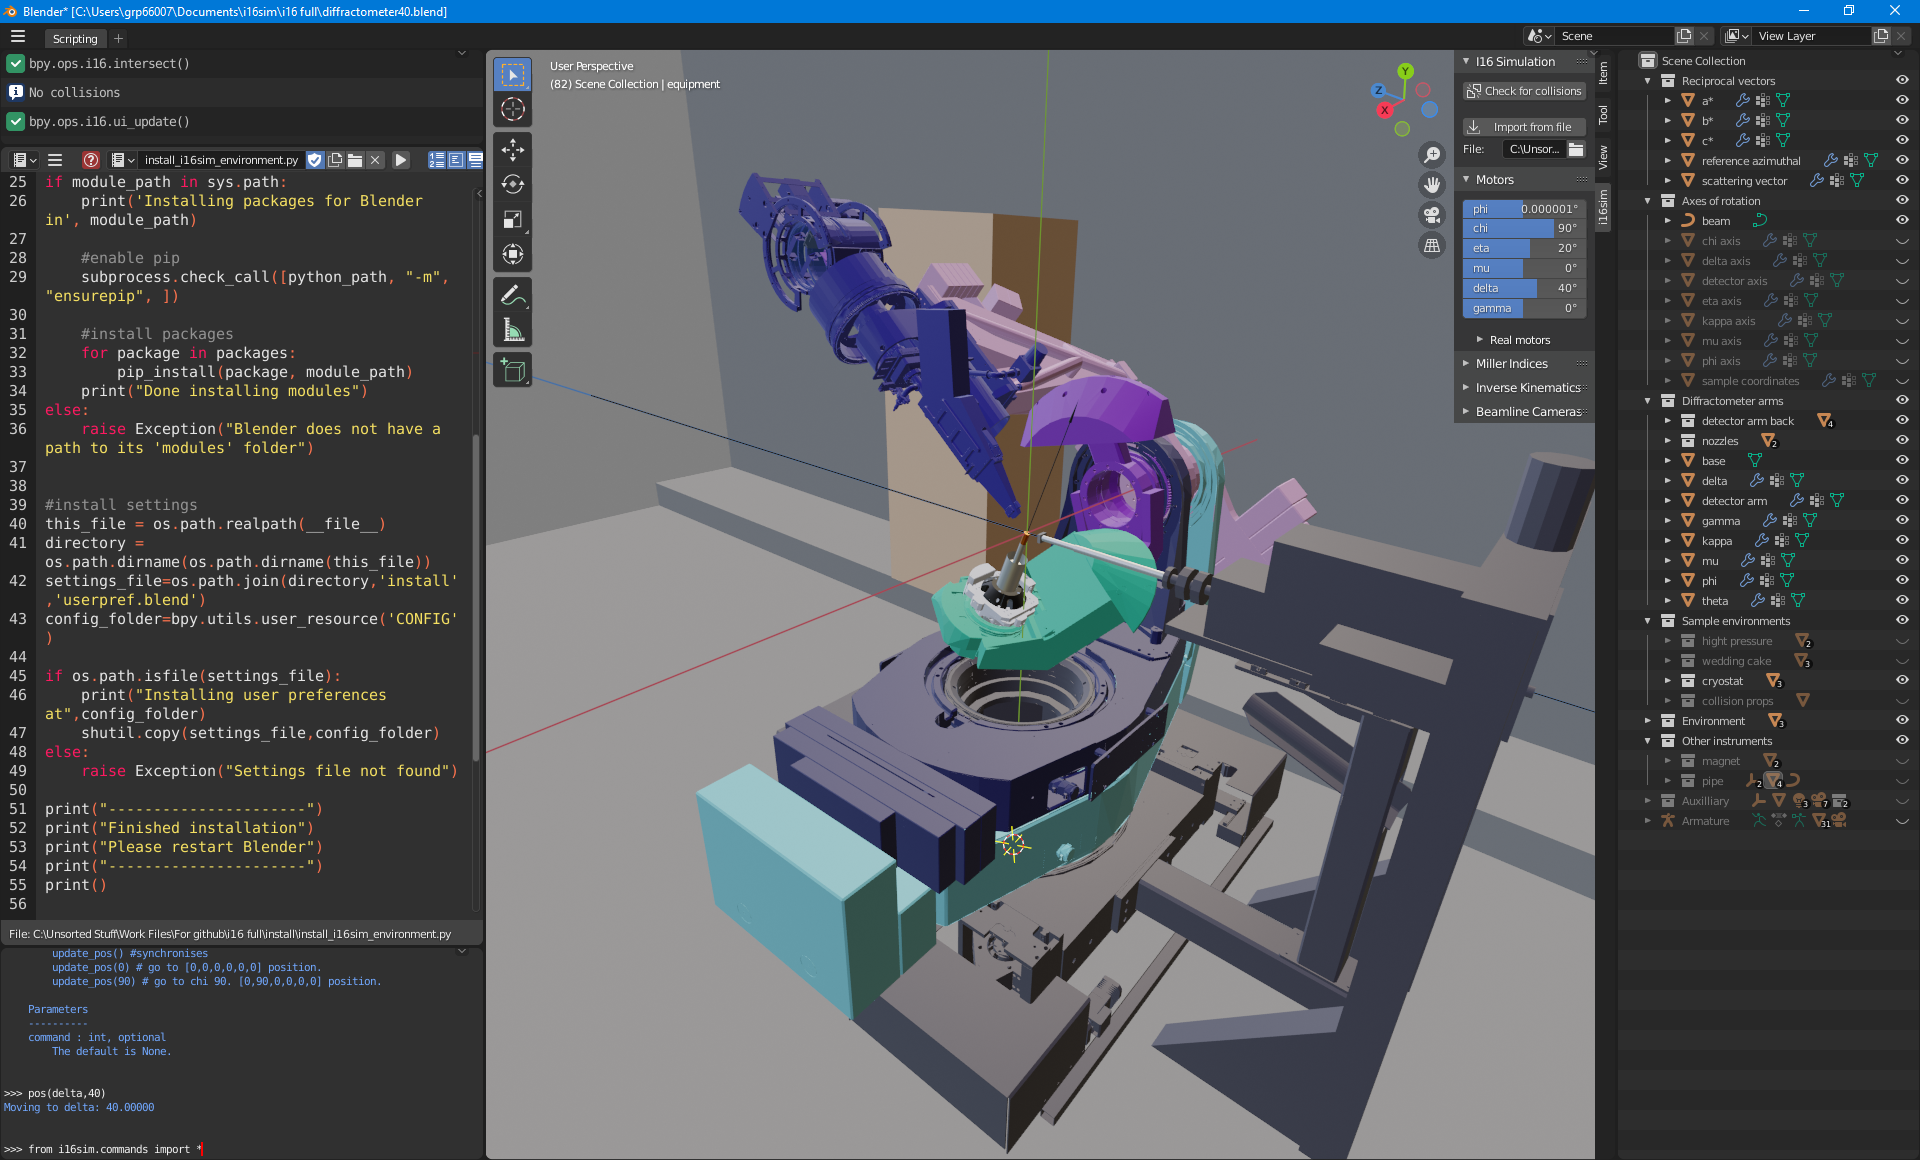 Blender* [C:\Users\grp66007\Documents\i16sim\i16 full\diffractometer40.blend]
Scripting
Scene
View Layer
bpy.ops.i16.intersect()
No collisions
bpy.ops.i16.ui_update()
install_i16sim_environment.py
25 if module_path in sys.path:
26 print('Installing packages for Blender
in', module_path)
27
28 #enable pip
29 subprocess.check_call([python_path, "-m",
"ensurepip", ])
30
31 #install packages
32 for package in packages:
33 pip_install(package, module_path)
34 print("Done installing modules")
35 else:
36 raise Exception("Blender does not have a
path to its 'modules' folder")
37
38
39 #install settings
40 this_file = os.path.realpath(__file__)
41 directory =
os.path.dirname(os.path.dirname(this_file))
42 settings_file=os.path.join(directory,'install'
,'userpref.blend')
43 config_folder=bpy.utils.user_resource('CONFIG'
)
44
45 if os.path.isfile(settings_file):
46 print("Installing user preferences
at",config_folder)
47 shutil.copy(settings_file,config_folder)
48 else:
49 raise Exception("Settings file not found")
50
51 print("----------------------")
52 print("Finished installation")
53 print("Please restart Blender")
54 print("----------------------")
55 print()
56
File: C:\Unsorted Stuff\Work Files\For github\i16 full\install\install_i16sim_environment.py
update_pos() #synchronises
update_pos(0) # go to [0,0,0,0,0,0] position.
update_pos(90) # go to chi 90. [0,90,0,0,0,0] position.
Parameters
----------
command : int, optional
The default is None.
>>> pos(delta,40)
Moving to delta: 40.00000
>>> from i16sim.commands import *
User Perspective
(82) Scene Collection | equipment
Y
Z
X
I16 Simulation
Check for collisions
Import from file
File: C:\Unsor...
Motors
phi 0.000001°
chi 90°
eta 20°
mu 0°
delta 40°
gamma 0°
Real motors
Miller Indices
Inverse Kinematics
Beamline Cameras
Item
Tool
View
i16sim
Scene Collection
Reciprocal vectors
a*
b*
c*
reference azimuthal
scattering vector
Axes of rotation
beam
chi axis
delta axis
detector axis
eta axis
kappa axis
mu axis
phi axis
sample coordinates
Diffractometer arms
detector arm back 4
nozzles 2
base
delta
detector arm
gamma
kappa
mu
phi
theta
Sample environments
hight pressure 2
wedding cake 3
cryostat 3
collision props
Environment 3
Other instruments
magnet 2
pipe 2 4
Auxilliary 3 7 2
Armature 31